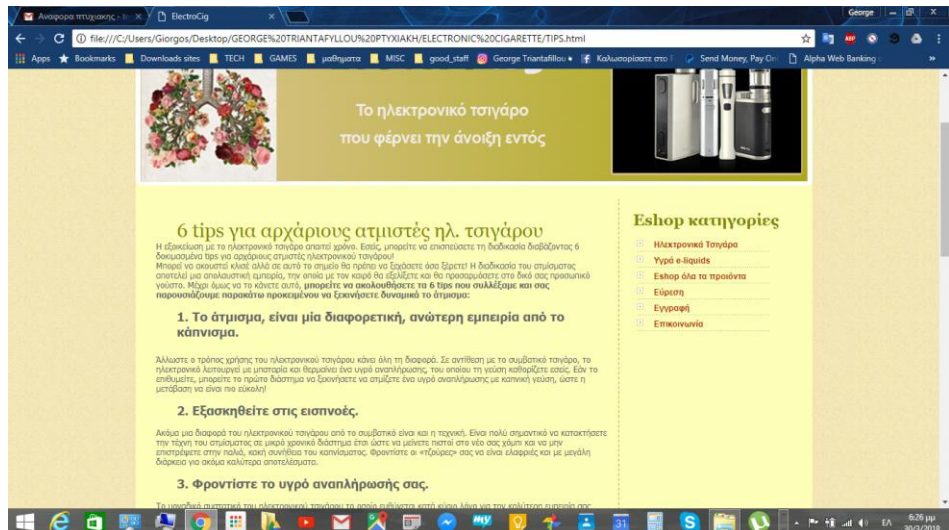 Αναφορα πτυχιακης -
ElectroCig
George
file:///C:/Users/Giorgos/Desktop/GEORGE%20TRIANTAFYLLOU%20PTYXIAKH/ELECTRONIC%20CIGARETTE/TIPS.html
Apps Bookmarks Downloads sites TECH GAMES μαθηματα MISC good_staff George Triantafillou Καλωσορίσατε στο Send Money, Pay On Alpha Web Banking
Το ηλεκτρονικό τσιγάρο
που φέρνει την άνοιξη εντός
6 tips για αρχάριους ατμιστές ηλ. τσιγάρου
Η εξοικείωση με το ηλεκτρονικό τσιγάρο απαιτεί χρόνο. Εσείς, μπορείτε να επισπεύσετε τη διαδικασία διαβάζοντας 6
δοκιμασμένα tips για αρχάριους ατμιστές ηλεκτρονικού τσιγάρου!
Μπορεί να ακουστεί κλισέ αλλά σε αυτό το σημείο θα πρέπει να ξεχάσετε όσα ξέρετε! Η διαδικασία του ατμίσματος
αποτελεί μια απολαυστική εμπειρία, την οποία με τον καιρό θα εξελίξετε και θα προσαρμόσετε στο δικό σας προσωπικό
γούστο. Μέχρι όμως να το κάνετε αυτό, μπορείτε να ακολουθήσετε τα 6 tips που συλλέξαμε και σας
παρουσιάζουμε παρακάτω προκειμένου να ξεκινήσετε δυναμικά το άτμισμα:
1. Το άτμισμα, είναι μία διαφορετική, ανώτερη εμπειρία από το
κάπνισμα.
Άλλωστε ο τρόπος χρήσης του ηλεκτρονικού τσιγάρου κάνει όλη τη διαφορά. Σε αντίθεση με το συμβατικό τσιγάρο, το
ηλεκτρονικό λειτουργεί με μπαταρία και θερμαίνει ένα υγρό αναπλήρωσης, του οποίου τη γεύση καθορίζετε εσείς. Εάν το
επιθυμείτε, μπορείτε το πρώτο διάστημα να ξεκινήσετε να ατμίζετε ένα υγρό αναπλήρωσης με καπνική γεύση, ώστε η
μετάβαση να είναι πιο εύκολη!
2. Εξασκηθείτε στις εισπνοές.
Ακόμα μια διαφορά του ηλεκτρονικού τσιγάρου από το συμβατικό είναι και η τεχνική. Είναι πολύ σημαντικό να κατακτήσετε
την τέχνη του ατμίσματος σε μικρό χρονικό διάστημα έτσι ώστε να μείνετε πιστοί στο νέο σας χόμπι και να μην
επιστρέψετε στην παλιά, κακή συνήθεια του καπνίσματος. Φροντίστε οι «τζούρες» σας να είναι ελαφριές και με μεγάλη
διάρκεια για ακόμα καλύτερα αποτελέσματα.
3. Φροντίστε το υγρό αναπλήρωσής σας.
Eshop κατηγορίες
Ηλεκτρονικά Τσιγάρα
Υγρά e-liquids
Eshop όλα τα προιόντα
Εύρεση
Εγγραφή
Επικοινωνία
ΕΛ
6:26 μμ